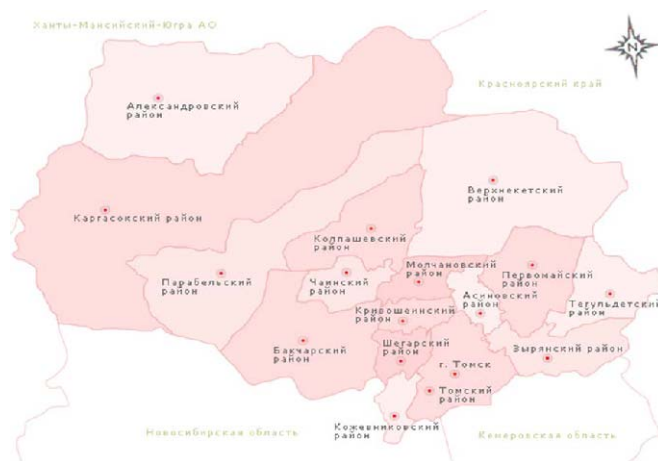 Ханты-Мансийский-Югра АО
N
Красноярский край
Александровский
район
Верхнекетский
район
Каргасокский район
Колпашевский
район
Молчановский
район
Первомайский
район
Парабельский
район
Чаинский
район
Асиновский
район
Тегульдетский
район
Кривошеинский
район
Бакчарский
район
Шегарский
район
Зырянский район
г. Томск
Томский
район
Кожевниковский
район
Новосибирская область
Кемеровская область